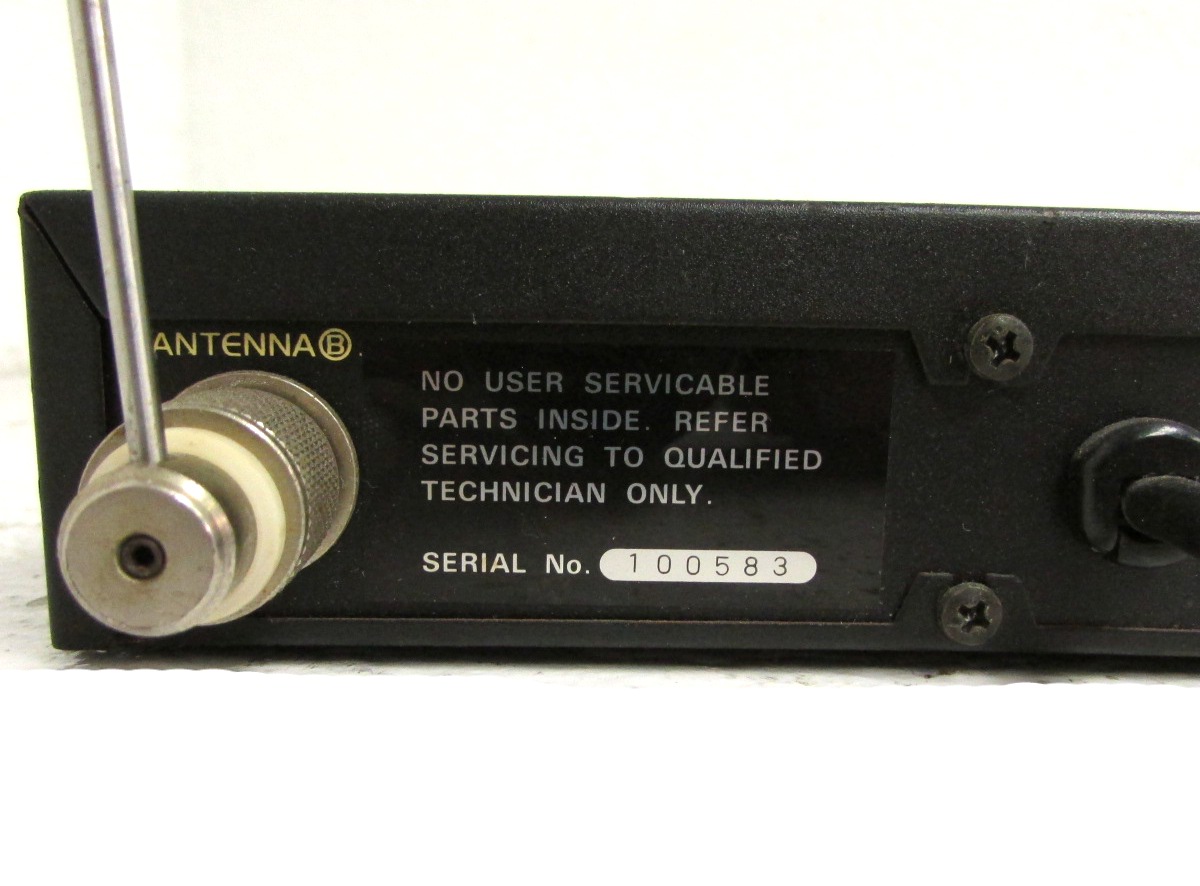 ANTENNA Ⓑ
NO USER SERVICABLE
PARTS INSIDE. REFER
SERVICING TO QUALIFIED
TECHNICIAN ONLY.
SERIAL No. 100583